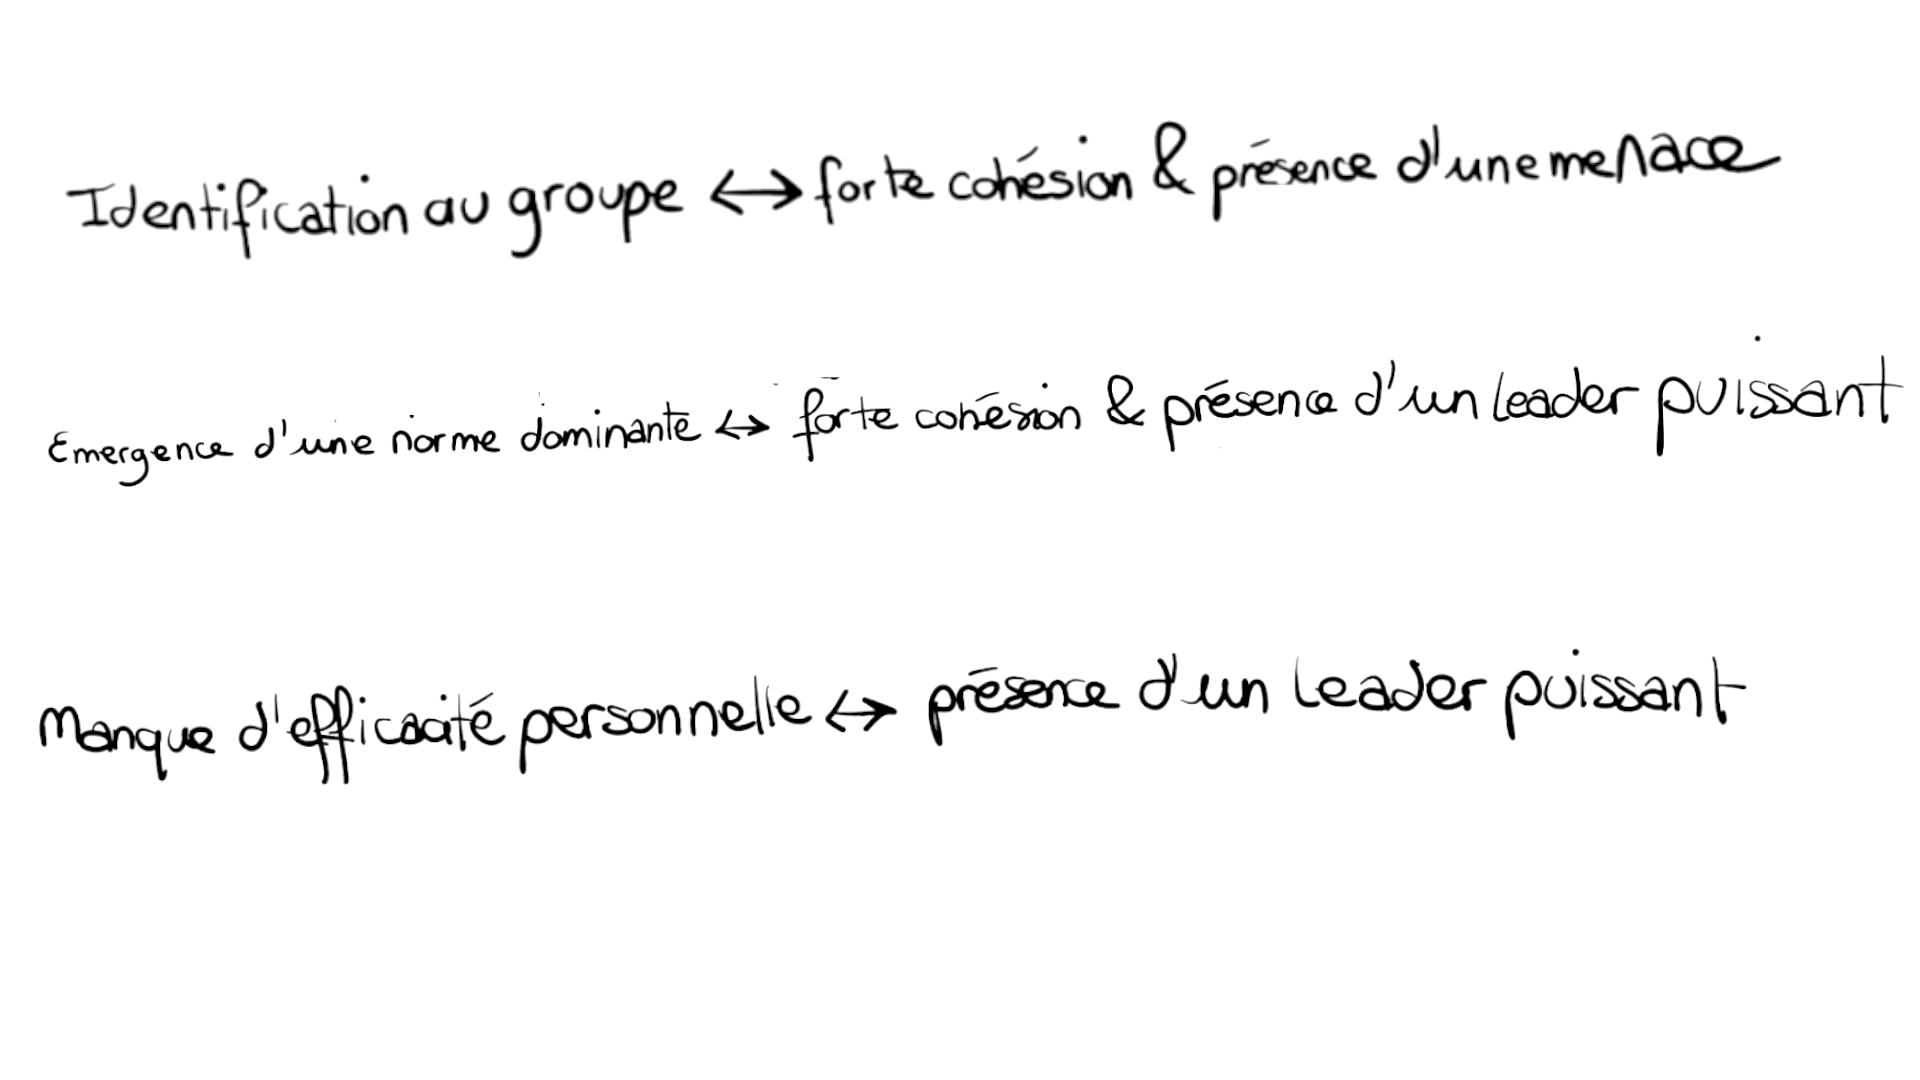 Identification au groupe ↔ forte cohésion & présence d'une menace
Emergence d'une norme dominante ↔ forte cohésion & présence d'un leader puissant
Manque d'efficacité personnelle ↔ présence d'un leader puissant